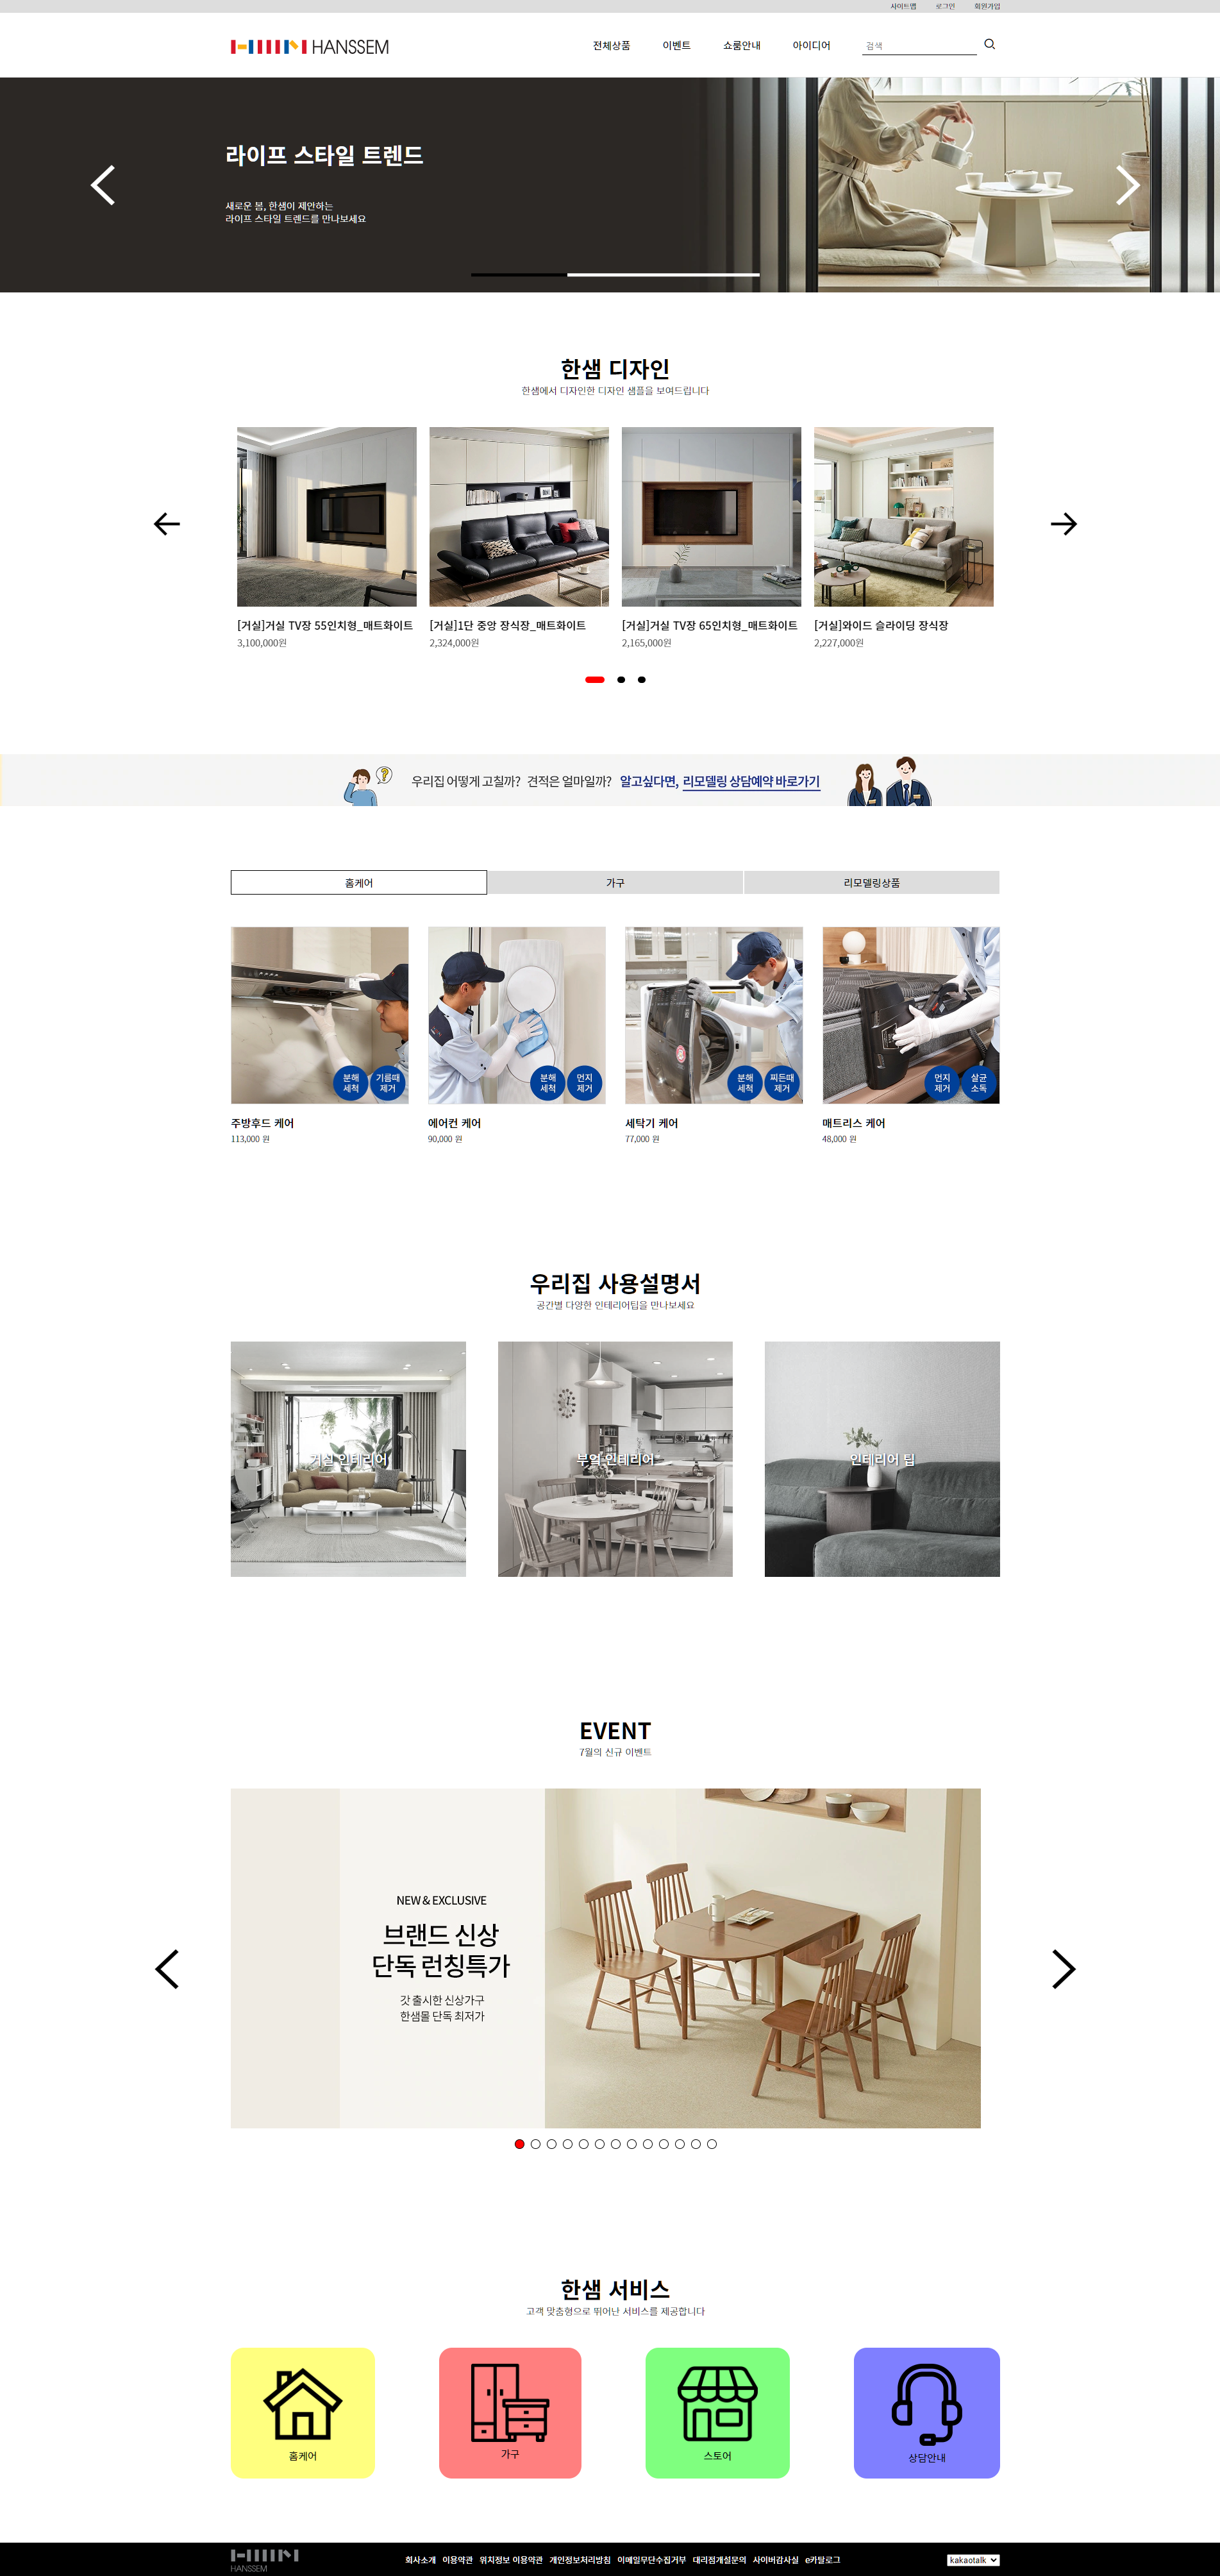 사이트맵 로그인 회원가입
HANSSEM 전체상품 이벤트 쇼룸안내 아이디어 검색
라이프 스타일 트렌드
새로운 봄, 한샘이 제안하는
라이프 스타일 트렌드를 만나보세요
한샘 디자인
한샘에서 디자인한 디자인 샘플을 보여드립니다
[거실]거실 TV장 55인치형_매트화이트 [거실]1단 중앙 장식장_매트화이트 [거실]거실 TV장 65인치형_매트화이트 [거실]와이드 슬라이딩 장식장
3,100,000원 2,324,000원 2,165,000원 2,227,000원
우리집 어떻게 고칠까? 견적은 얼마일까? 알고싶다면, 리모델링 상담예약 바로가기
홈케어 가구 리모델링상품
분해 기름때 분해 먼지 분해 찌든때 먼지 살균
세척 제거 세척 제거 세척 제거 제거 소독
주방후드 케어 에어컨 케어 세탁기 케어 매트리스 케어
113,000 원 90,000 원 77,000 원 48,000 원
우리집 사용설명서
공간별 다양한 인테리어팁을 만나보세요
거실 인테리어 부엌 인테리어 인테리어 팁
EVENT
7월의 신규 이벤트
NEW & EXCLUSIVE
브랜드 신상
단독 런칭특가
갓 출시한 신상가구
한샘몰 단독 최저가
한샘 서비스
고객 맞춤형으로 뛰어난 서비스를 제공합니다
홈케어 가구 스토어 상담안내
HANSSEM 회사소개 이용약관 위치정보 이용약관 개인정보처리방침 이메일무단수집거부 대리점개설문의 사이버감사실 e카탈로그 kakaotalk